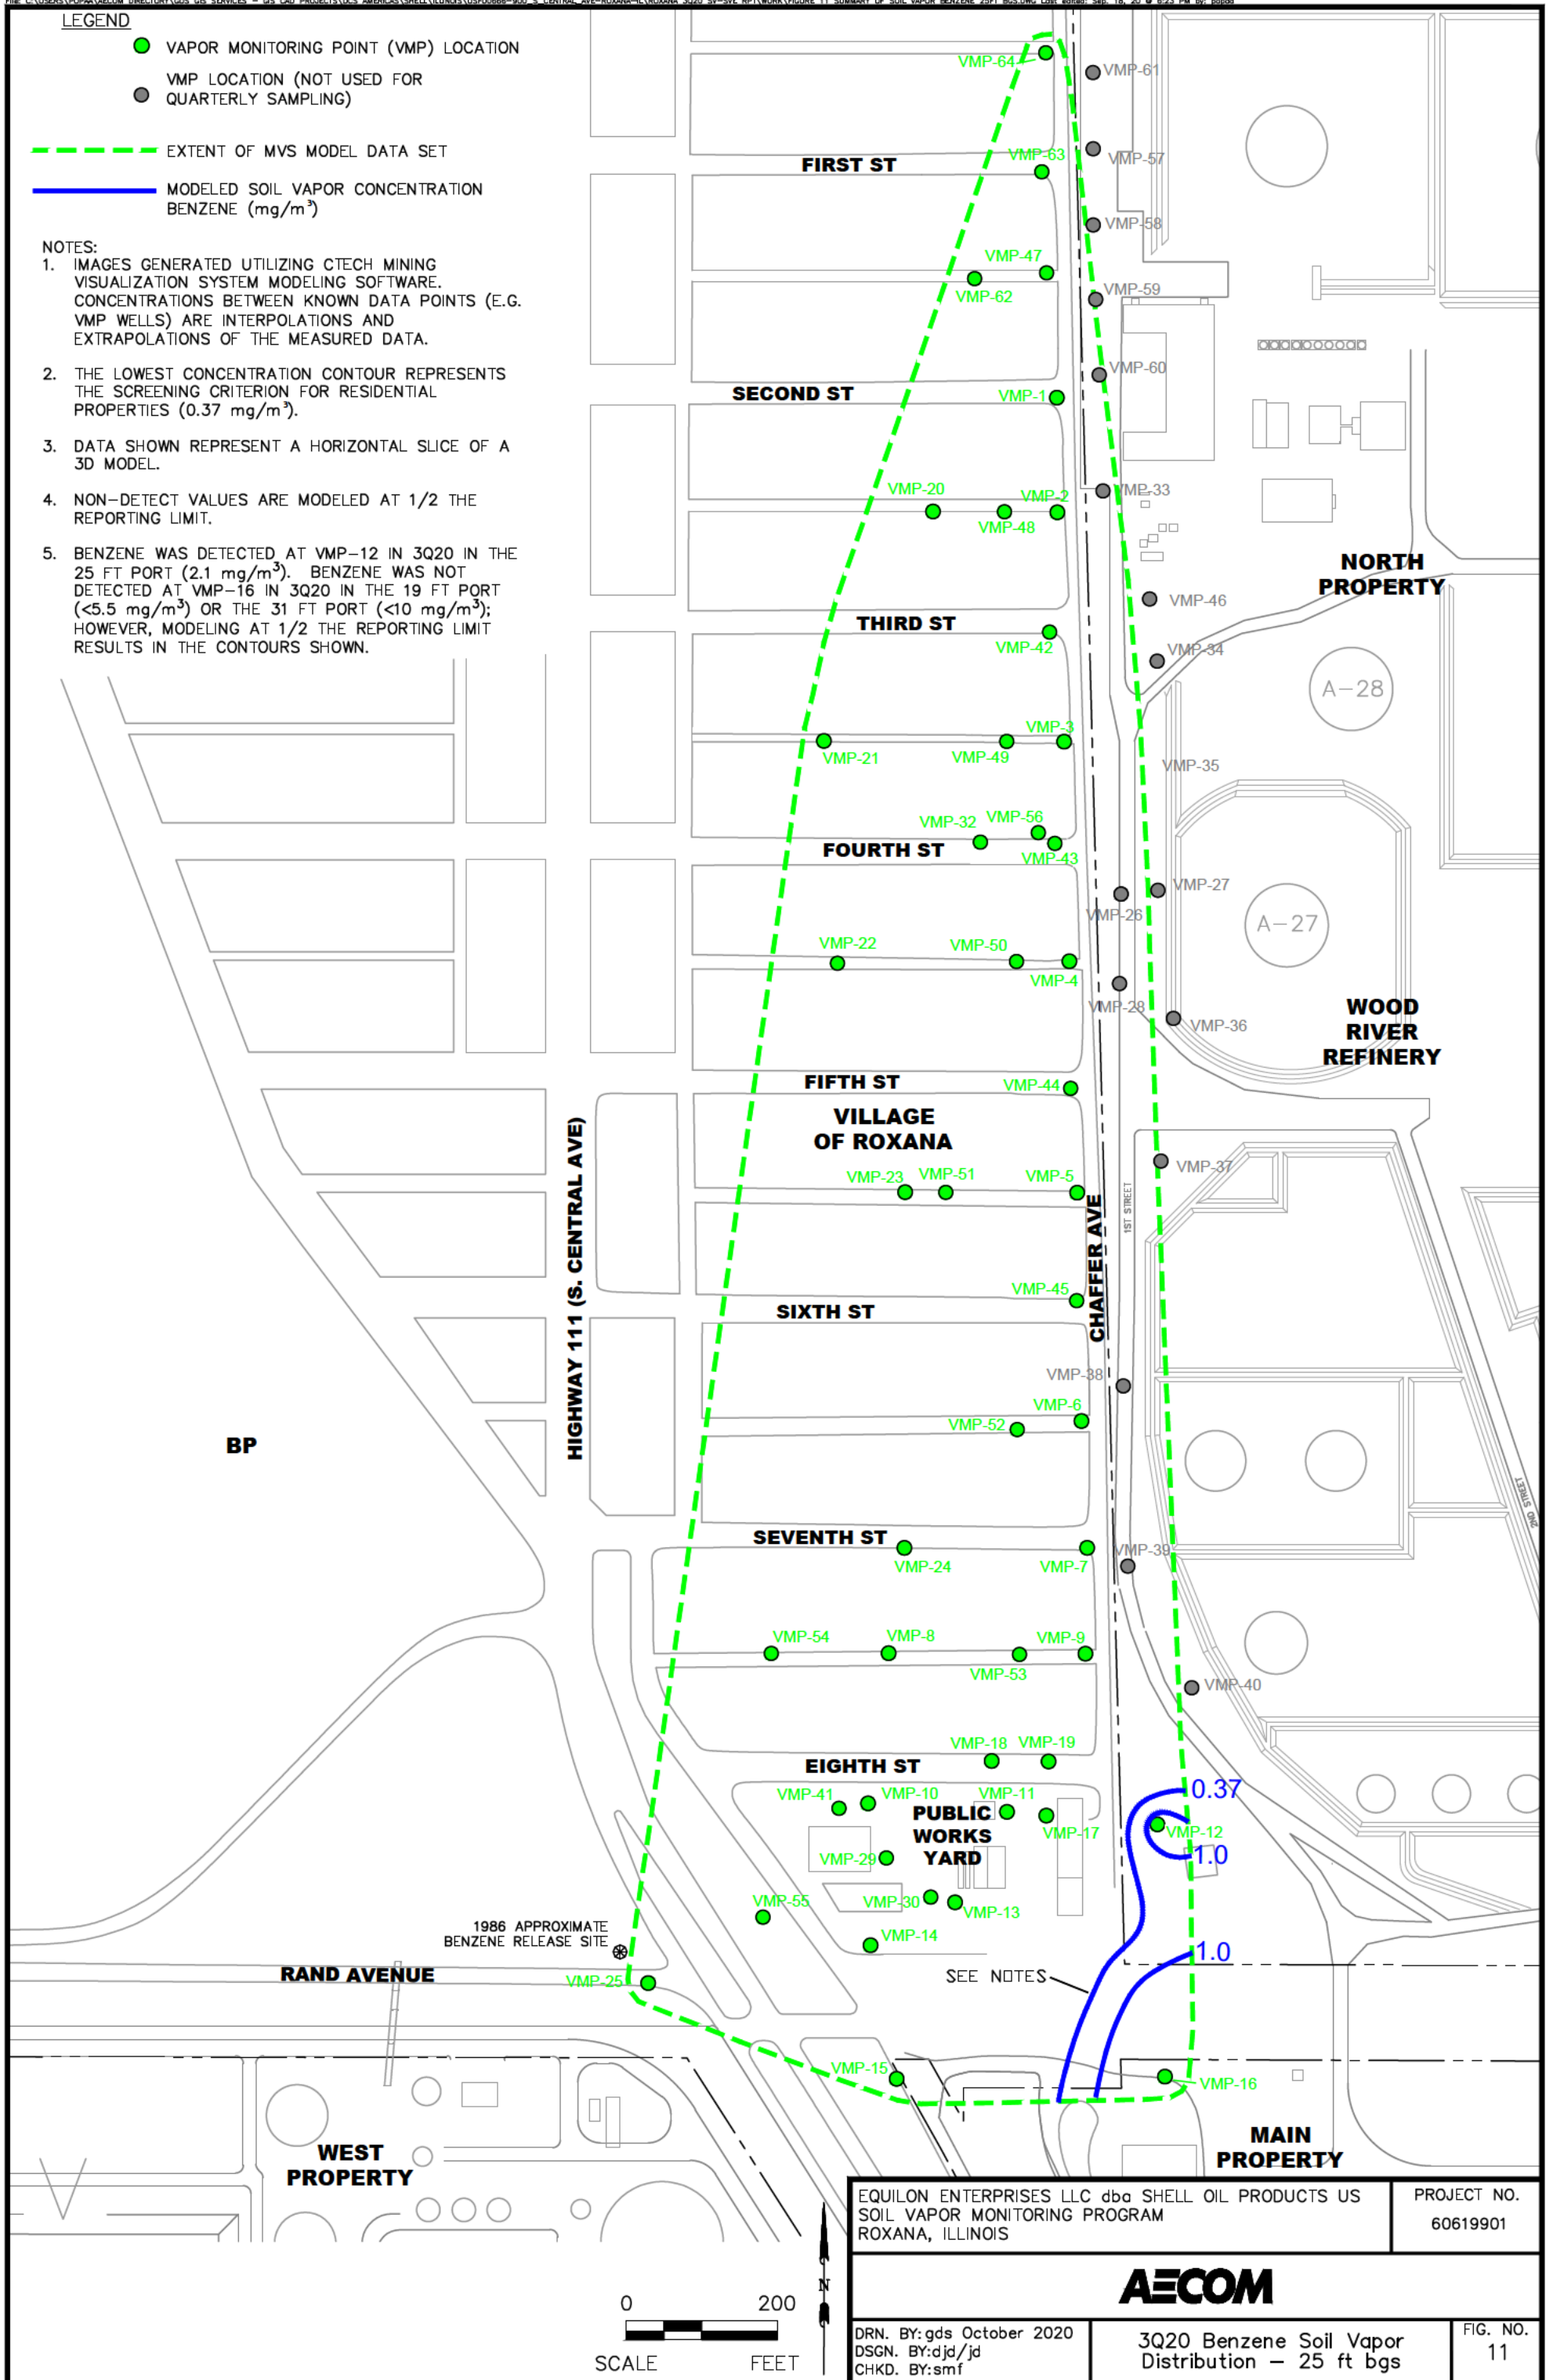 FILE: C:\USERS\POPAA\AECOM DIRECTORY\GDS GIS SERVICES - GIS CAD PROJECTS\DCS AMERICAS\SHELL\ILLINOIS\
LEGEND
VAPOR MONITORING POINT (VMP) LOCATION
VMP LOCATION (NOT USED FOR
QUARTERLY SAMPLING)
EXTENT OF MVS MODEL DATA SET
MODELED SOIL VAPOR CONCENTRATION
BENZENE (mg/m³)
NOTES:
1. IMAGES GENERATED UTILIZING CTECH MINING
VISUALIZATION SYSTEM MODELING SOFTWARE.
CONCENTRATIONS BETWEEN KNOWN DATA POINTS (E.G.
VMP WELLS) ARE INTERPOLATIONS AND
EXTRAPOLATIONS OF THE MEASURED DATA.
2. THE LOWEST CONCENTRATION CONTOUR REPRESENTS
THE SCREENING CRITERION FOR RESIDENTIAL
PROPERTIES (0.37 mg/m³).
3. DATA SHOWN REPRESENT A HORIZONTAL SLICE OF A
3D MODEL.
4. NON-DETECT VALUES ARE MODELED AT 1/2 THE
REPORTING LIMIT.
5. BENZENE WAS DETECTED AT VMP-12 IN 3Q20 IN THE
25 FT PORT (2.1 mg/m³). BENZENE WAS NOT
DETECTED AT VMP-16 IN 3Q20 IN THE 19 FT PORT
(<5.5 mg/m³) OR THE 31 FT PORT (<10 mg/m³);
HOWEVER, MODELING AT 1/2 THE REPORTING LIMIT
RESULTS IN THE CONTOURS SHOWN.
VMP-64
VMP-61
VMP-63
VMP-57
FIRST ST
VMP-58
VMP-47
VMP-62
VMP-59
VMP-60
SECOND ST
VMP-1
VMP-20
VMP-2
VMP-48
VMP-33
NORTH
PROPERTY
VMP-46
THIRD ST
VMP-42
VMP-34
A-28
VMP-3
VMP-21
VMP-49
VMP-35
VMP-32
VMP-56
FOURTH ST
VMP-43
VMP-27
VMP-26
A-27
VMP-22
VMP-50
VMP-4
VMP-28
VMP-36
WOOD
RIVER
REFINERY
FIFTH ST
VMP-44
VILLAGE
OF ROXANA
VMP-23
VMP-51
VMP-5
VMP-37
1ST STREET
CHAFFER AVE
HIGHWAY 111 (S. CENTRAL AVE)
VMP-45
SIXTH ST
VMP-38
VMP-6
VMP-52
BP
2ND STREET
SEVENTH ST
VMP-24
VMP-7
VMP-39
VMP-54
VMP-8
VMP-9
VMP-53
VMP-40
VMP-18
VMP-19
EIGHTH ST
0.37
VMP-41
VMP-10
VMP-11
PUBLIC
WORKS
YARD
VMP-17
VMP-12
1.0
VMP-29
VMP-55
VMP-30
VMP-13
1986 APPROXIMATE
BENZENE RELEASE SITE
VMP-14
1.0
RAND AVENUE
VMP-25
SEE NOTES
VMP-15
VMP-16
WEST
PROPERTY
MAIN
PROPERTY
EQUILON ENTERPRISES LLC dba SHELL OIL PRODUCTS US
SOIL VAPOR MONITORING PROGRAM
ROXANA, ILLINOIS
PROJECT NO.
60619901
N
AECOM
0 200
SCALE FEET
DRN. BY:gds October 2020
DSGN. BY:djd/jd
CHKD. BY:smf
3Q20 Benzene Soil Vapor
Distribution – 25 ft bgs
FIG. NO.
11